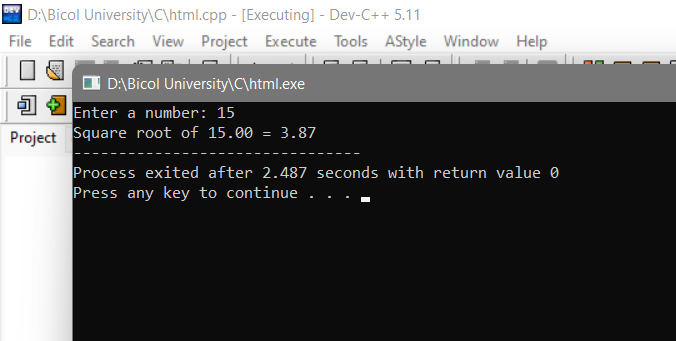 D:\Bicol University\C\html.cpp - [Executing] - Dev-C++ 5.11
File Edit Search View Project Execute Tools AStyle Window Help
D:\Bicol University\C\html.exe
Project
Enter a number: 15
Square root of 15.00 = 3.87
--------------------------------
Process exited after 2.487 seconds with return value 0
Press any key to continue . . .